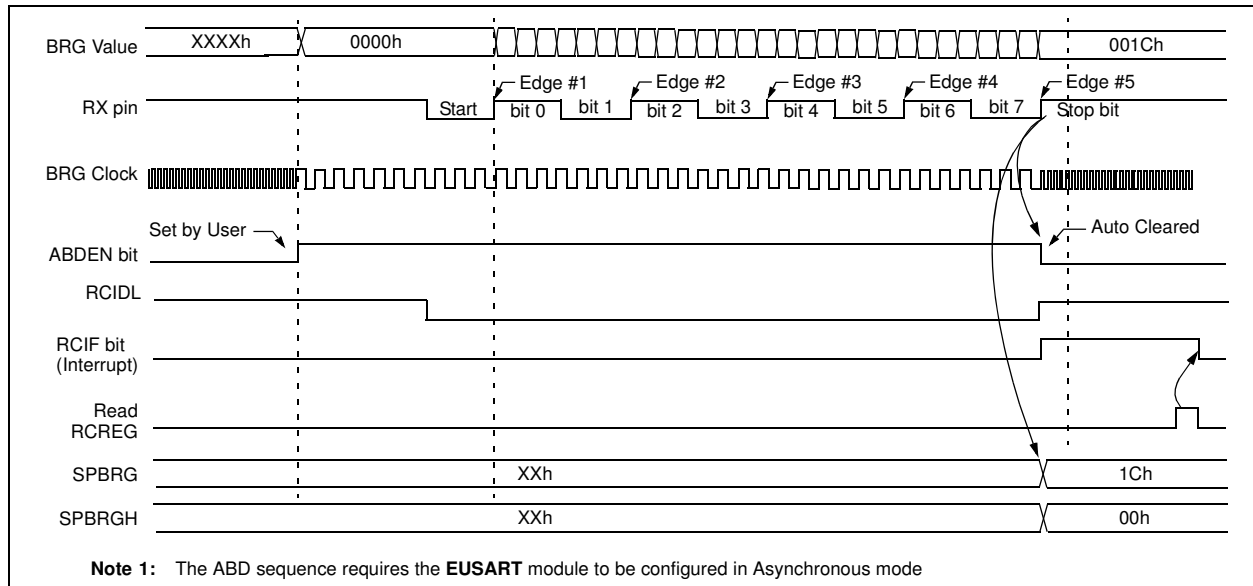 BRG Value XXXXh 0000h 001Ch
Edge #1 Edge #2 Edge #3 Edge #4 Edge #5
RX pin Start bit 0 bit 1 bit 2 bit 3 bit 4 bit 5 bit 6 bit 7 Stop bit
BRG Clock
Set by User Auto Cleared
ABDEN bit
RCIDL
RCIF bit
(Interrupt)
Read
RCREG
SPBRG XXh 1Ch
SPBRGH XXh 00h
Note 1: The ABD sequence requires the EUSART module to be configured in Asynchronous mode